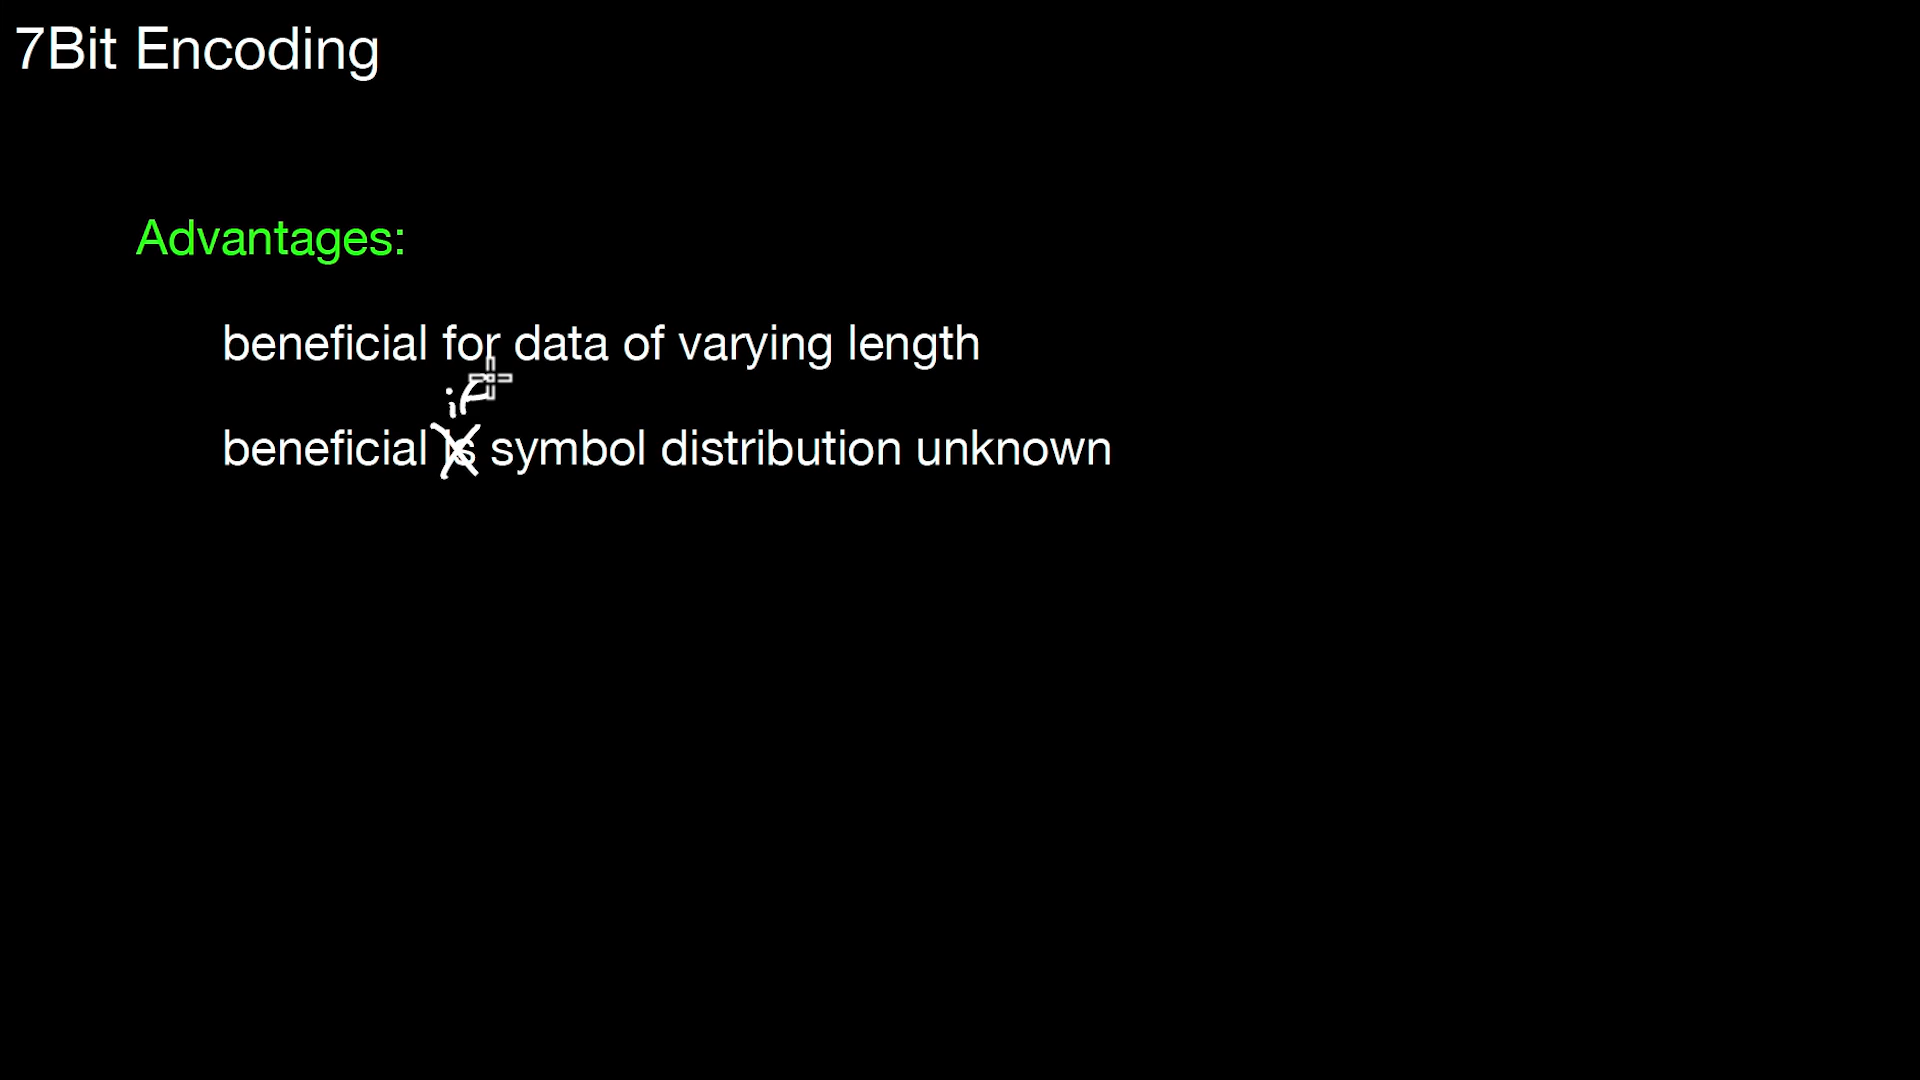 7Bit Encoding
Advantages:
beneficial for data of varying length
if
beneficial is symbol distribution unknown